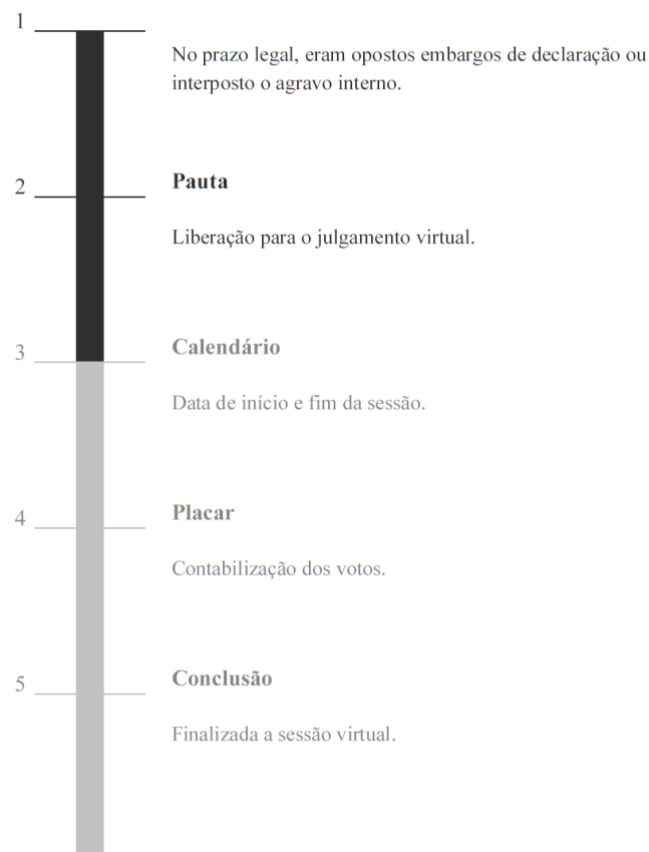 1
No prazo legal, eram opostos embargos de declaração ou
interposto o agravo interno.
2
Pauta
Liberação para o julgamento virtual.
3
Calendário
Data de início e fim da sessão.
4
Placar
Contabilização dos votos.
5
Conclusão
Finalizada a sessão virtual.